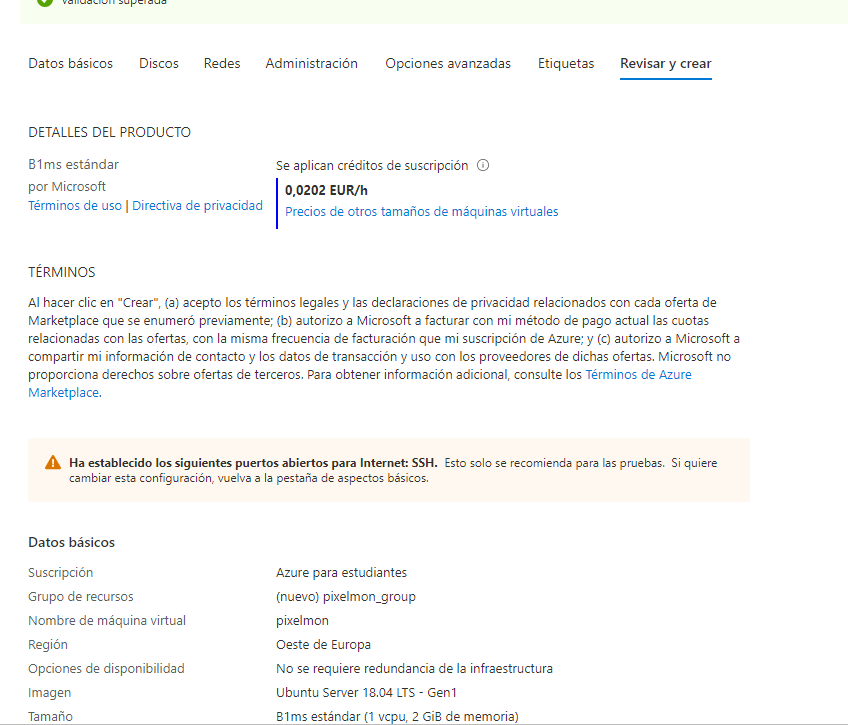 Validación superada
Datos básicos Discos Redes Administración Opciones avanzadas Etiquetas Revisar y crear
DETALLES DEL PRODUCTO
B1ms estándar
por Microsoft
Términos de uso | Directiva de privacidad
Se aplican créditos de suscripción
0,0202 EUR/h
Precios de otros tamaños de máquinas virtuales
TÉRMINOS
Al hacer clic en "Crear", (a) acepto los términos legales y las declaraciones de privacidad relacionados con cada oferta de
Marketplace que se enumeró previamente; (b) autorizo a Microsoft a facturar con mi método de pago actual las cuotas
relacionadas con las ofertas, con la misma frecuencia de facturación que mi suscripción de Azure; y (c) autorizo a Microsoft a
compartir mi información de contacto y los datos de transacción y uso con los proveedores de dichas ofertas. Microsoft no
proporciona derechos sobre ofertas de terceros. Para obtener información adicional, consulte los Términos de Azure
Marketplace.
Ha establecido los siguientes puertos abiertos para Internet: SSH. Esto solo se recomienda para las pruebas. Si quiere
cambiar esta configuración, vuelva a la pestaña de aspectos básicos.
Datos básicos
Suscripción Azure para estudiantes
Grupo de recursos (nuevo) pixelmon_group
Nombre de máquina virtual pixelmon
Región Oeste de Europa
Opciones de disponibilidad No se requiere redundancia de la infraestructura
Imagen Ubuntu Server 18.04 LTS - Gen1
Tamaño B1ms estándar (1 vcpu, 2 GiB de memoria)